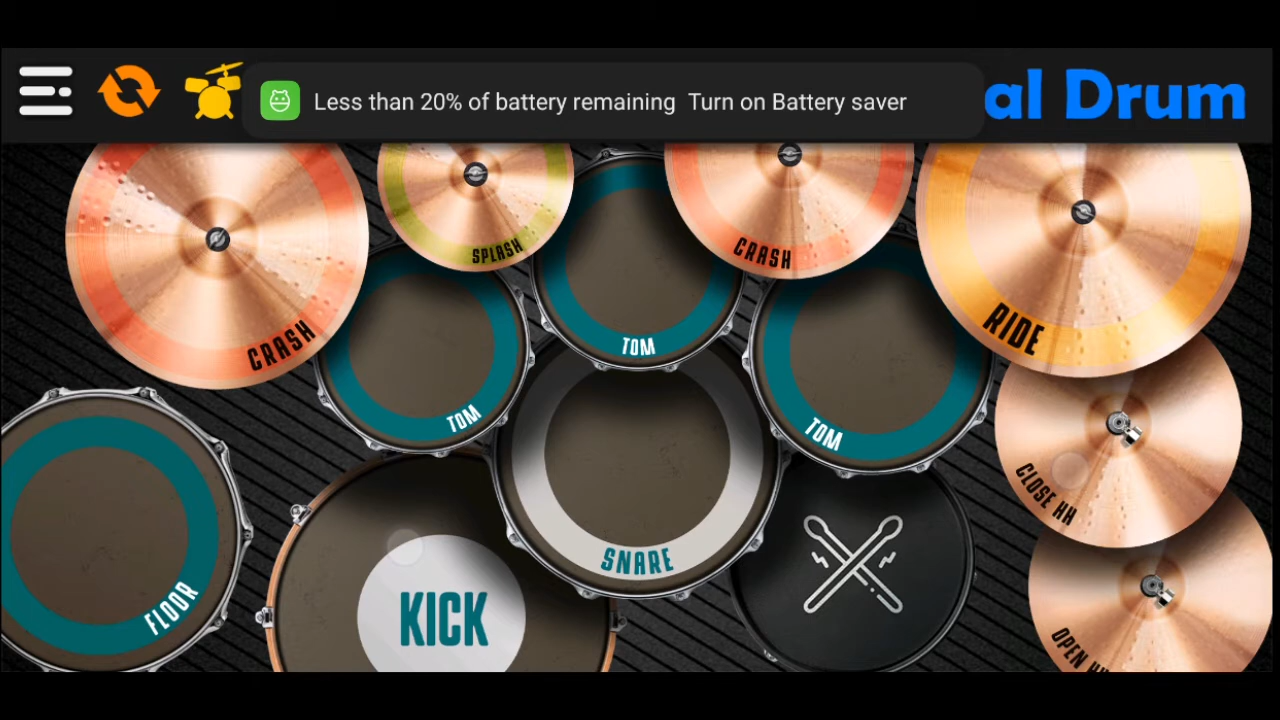 Less than 20% of battery remaining Turn on Battery saver
al Drum
SPLASH
CRASH
CRASH
RIDE
TOM
TOM
TOM
CLOSE HH
SNARE
FLOOR
KICK
OPEN